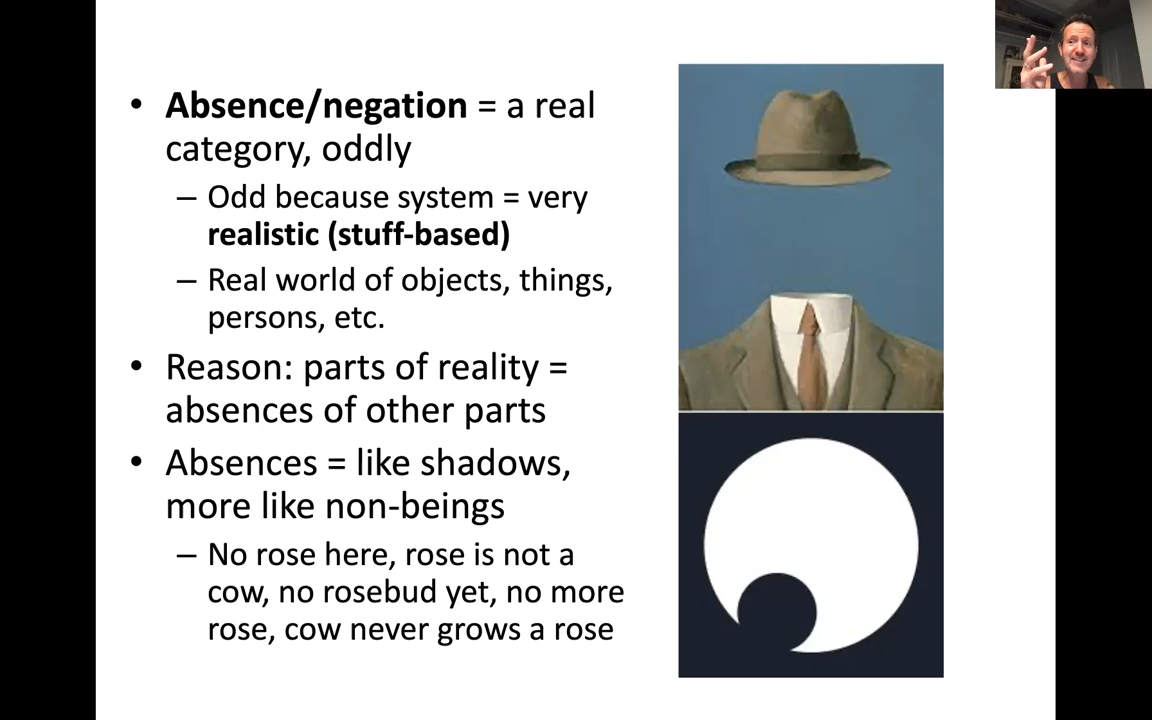 • Absence/negation = a real
category, oddly
– Odd because system = very
realistic (stuff-based)
– Real world of objects, things,
persons, etc.
• Reason: parts of reality =
absences of other parts
• Absences = like shadows,
more like non-beings
– No rose here, rose is not a
cow, no rosebud yet, no more
rose, cow never grows a rose